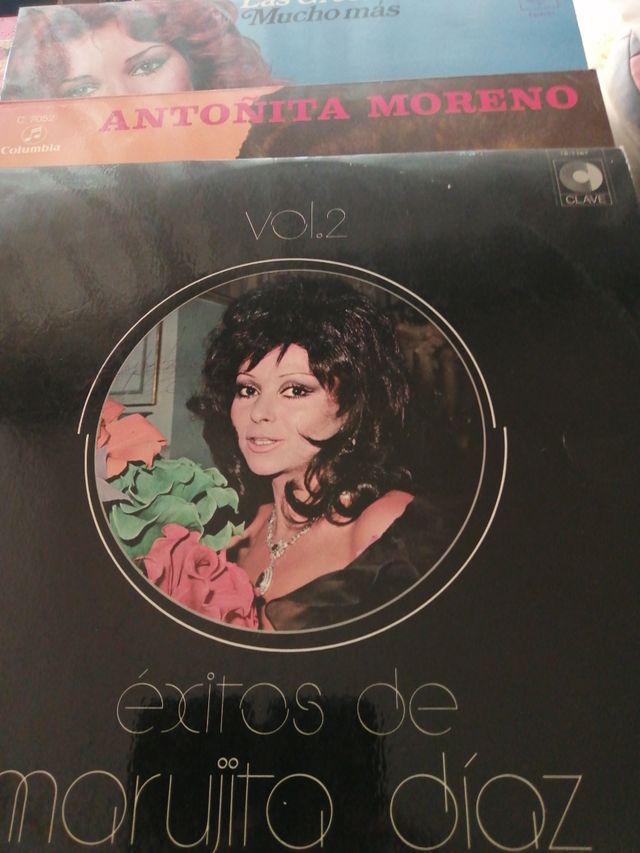 Mucho más
C 7052
Columbia
ANTOÑITA MORENO
CLAVE
vol.2
éxitos de
marujita díaz